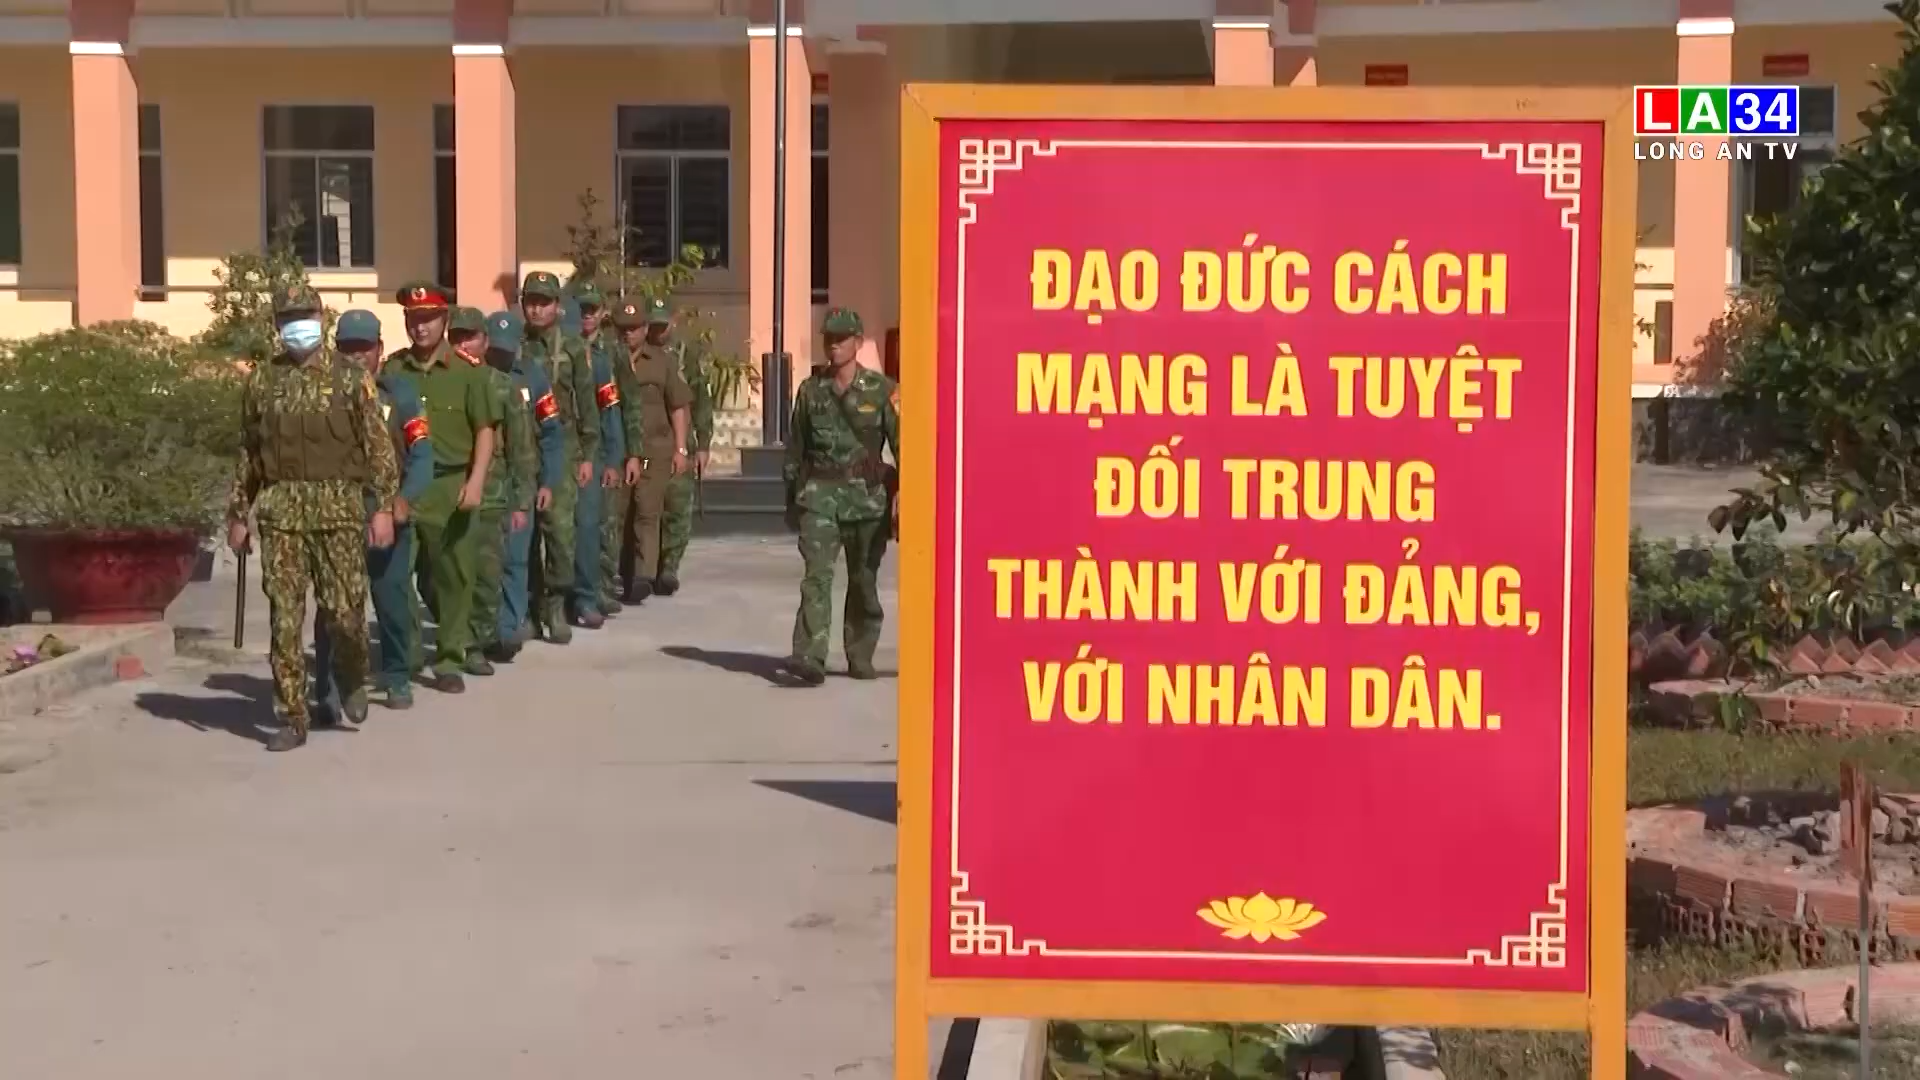 LA34
LONG AN TV
ĐẠO ĐỨC CÁCH
MẠNG LÀ TUYỆT
ĐỐI TRUNG
THÀNH VỚI ĐẢNG,
VỚI NHÂN DÂN.